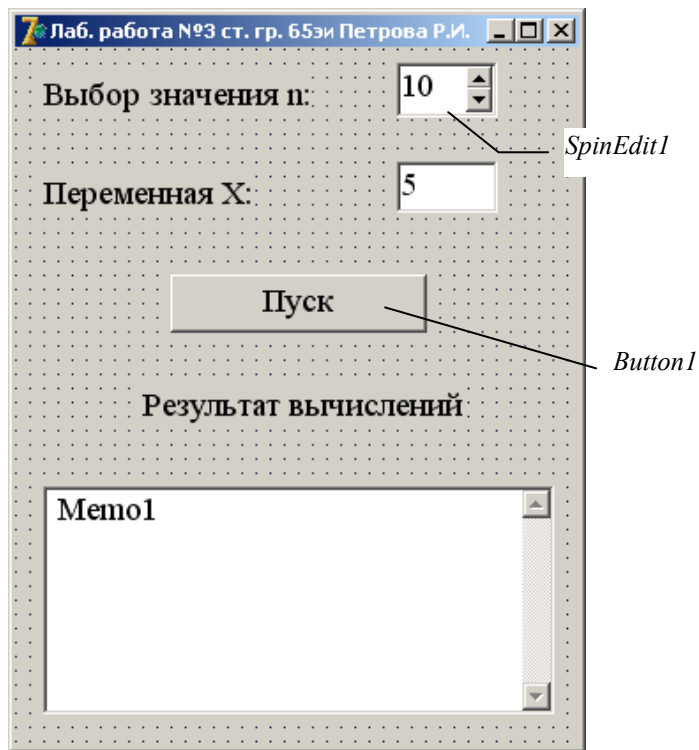 Лаб. работа №3 ст. гр. 65эи Петрова Р.И.
Выбор значения n:
10
SpinEdit1
Переменная X:
5
Пуск
Button1
Результат вычислений
Memo1